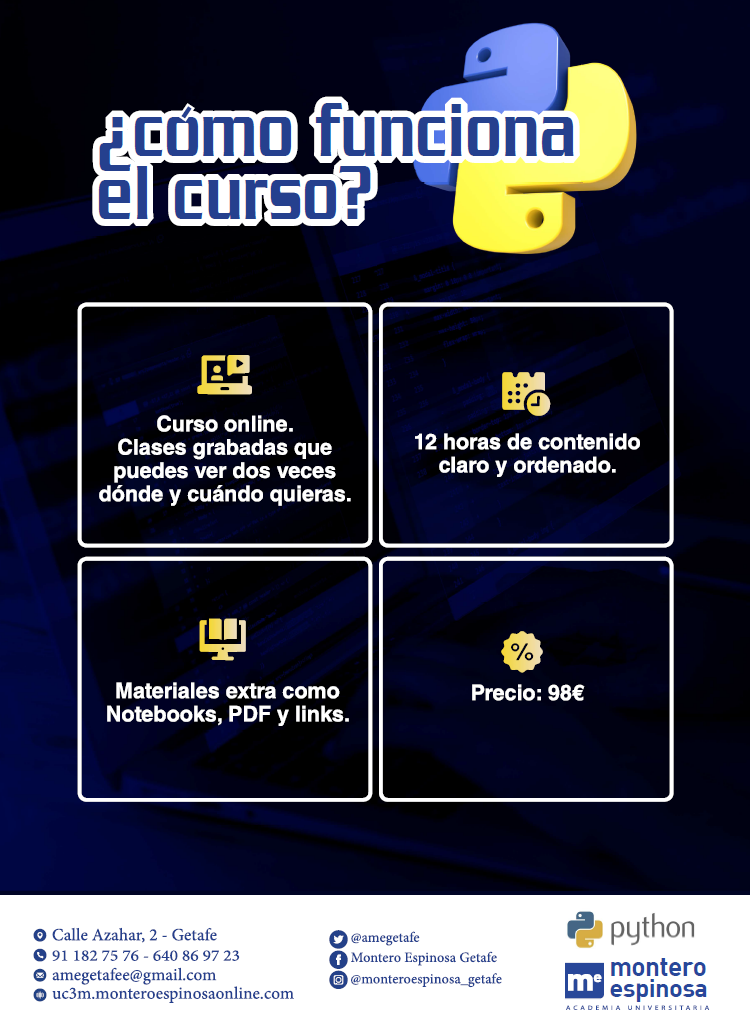 ¿cómo funciona
el curso?
Curso online.
Clases grabadas que
puedes ver dos veces
dónde y cuándo quieras.
12 horas de contenido
claro y ordenado.
Materiales extra como
Notebooks, PDF y links.
%
Precio: 98€
Calle Azahar, 2 - Getafe
91 182 75 76 - 640 86 97 23
amegetafee@gmail.com
uc3m.monteroespinosaonline.com
@amegetafe
Montero Espinosa Getafe
@monteroespinosa_getafe
python
me montero
espinosa
ACADEMIA UNIVERSITARIA